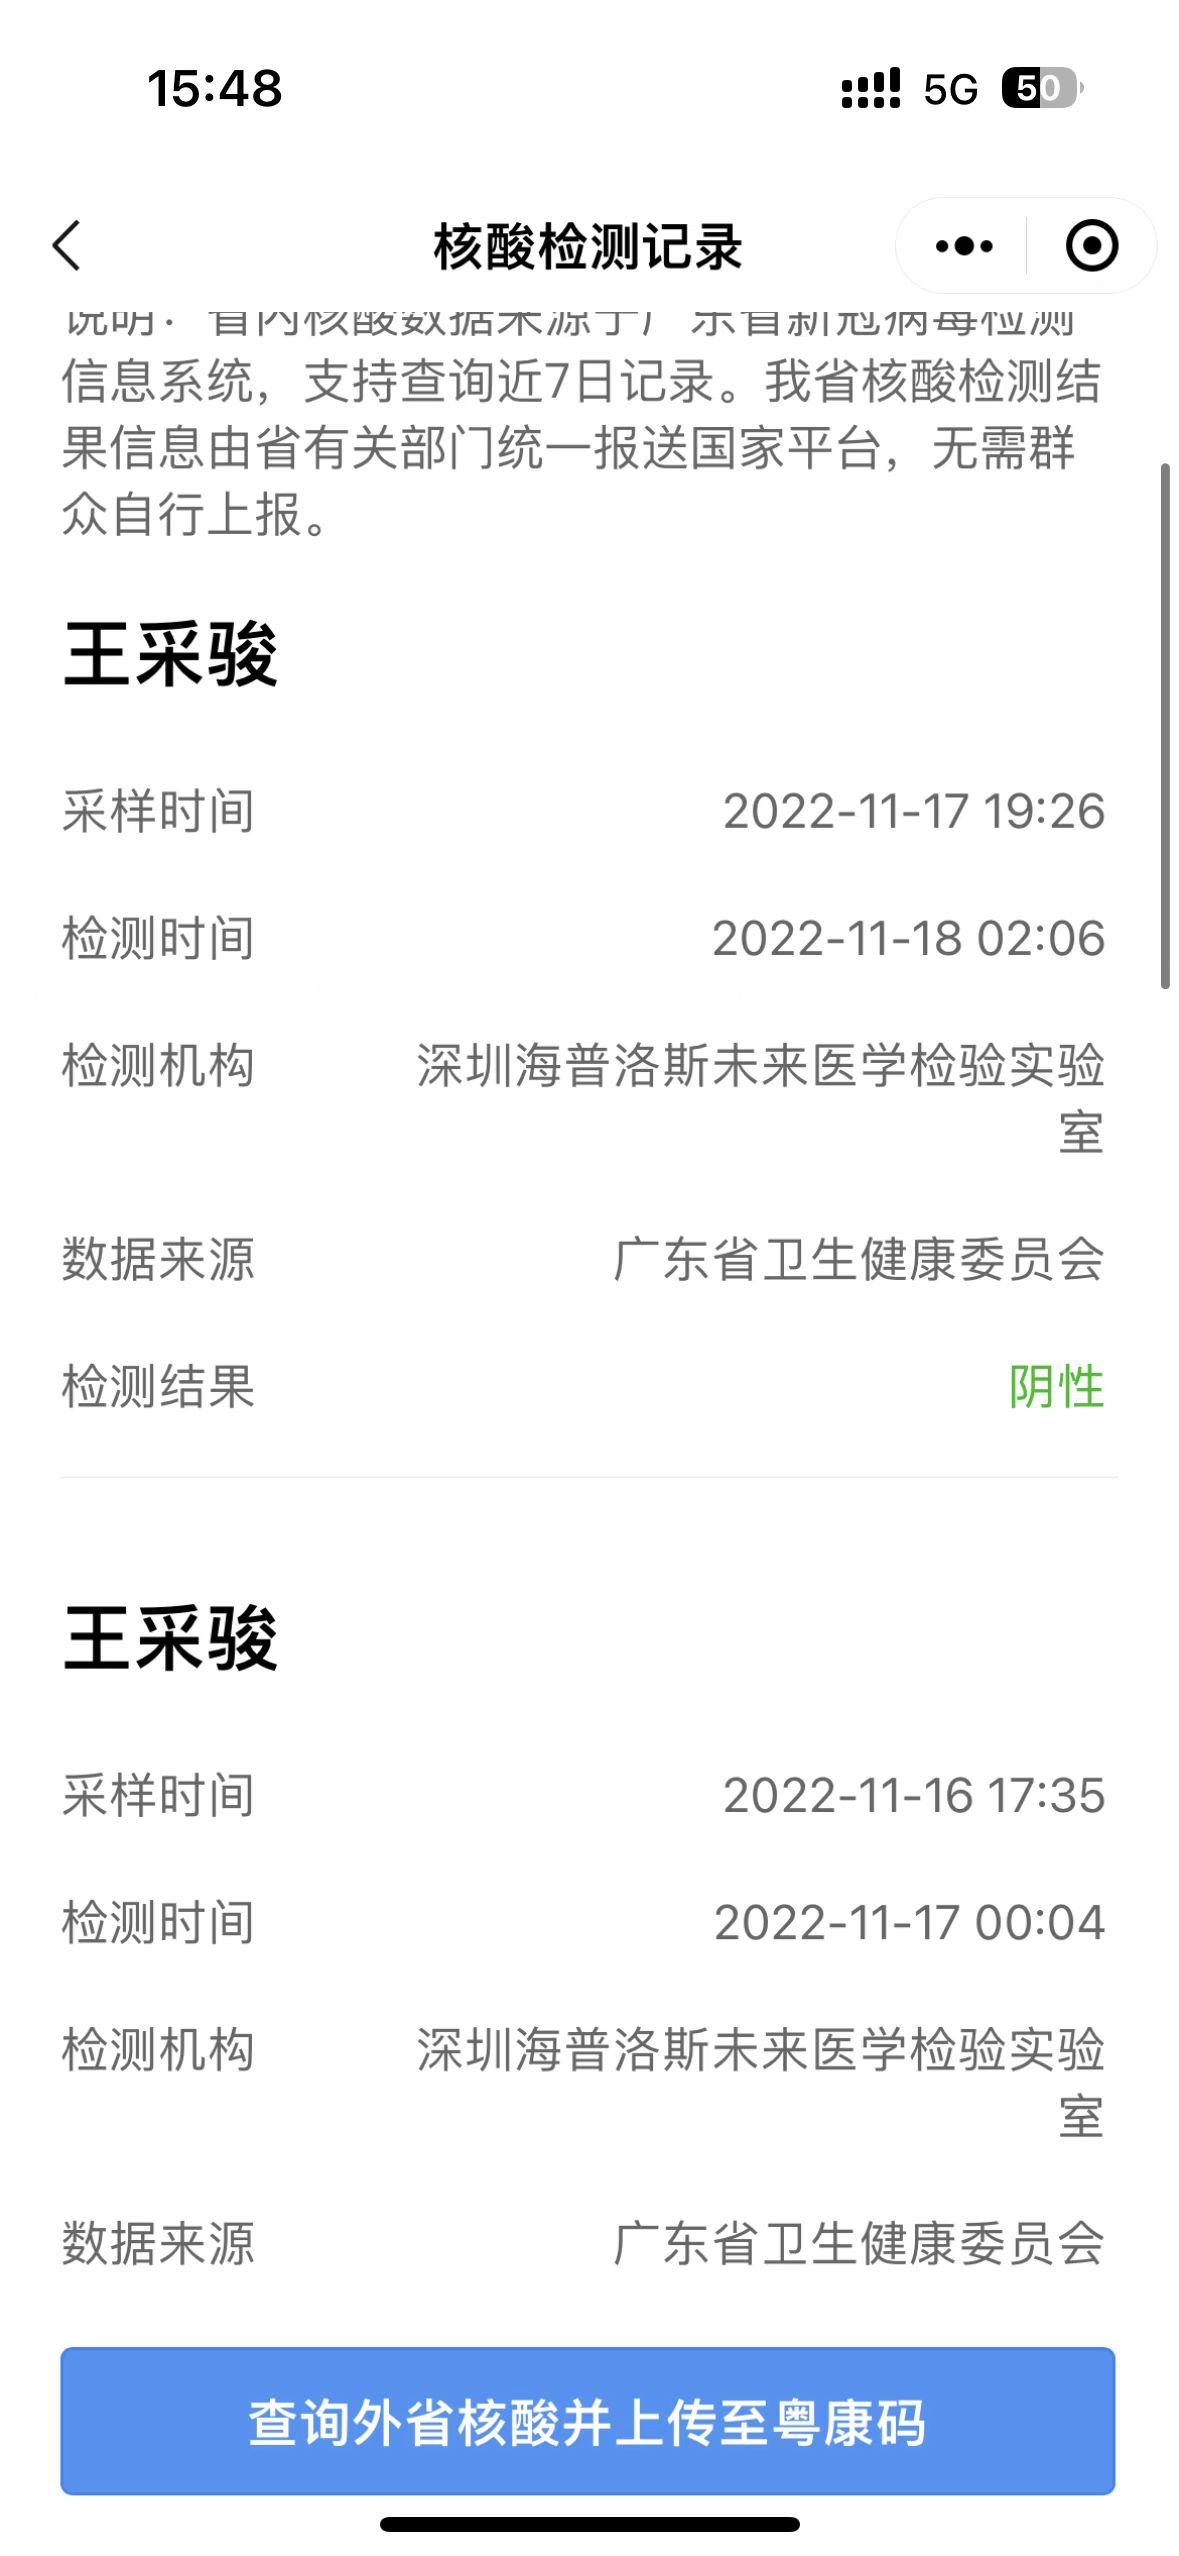 15:48
5G
50
核酸检测记录
说明：省内核酸数据来源于广东省新冠病毒检测
信息系统，支持查询近7日记录。我省核酸检测结
果信息由省有关部门统一报送国家平台，无需群
众自行上报。
王采骏
采样时间 2022-11-17 19:26
检测时间 2022-11-18 02:06
检测机构 深圳海普洛斯未来医学检验实验
室
数据来源 广东省卫生健康委员会
检测结果 阴性
王采骏
采样时间 2022-11-16 17:35
检测时间 2022-11-17 00:04
检测机构 深圳海普洛斯未来医学检验实验
室
数据来源 广东省卫生健康委员会
查询外省核酸并上传至粤康码